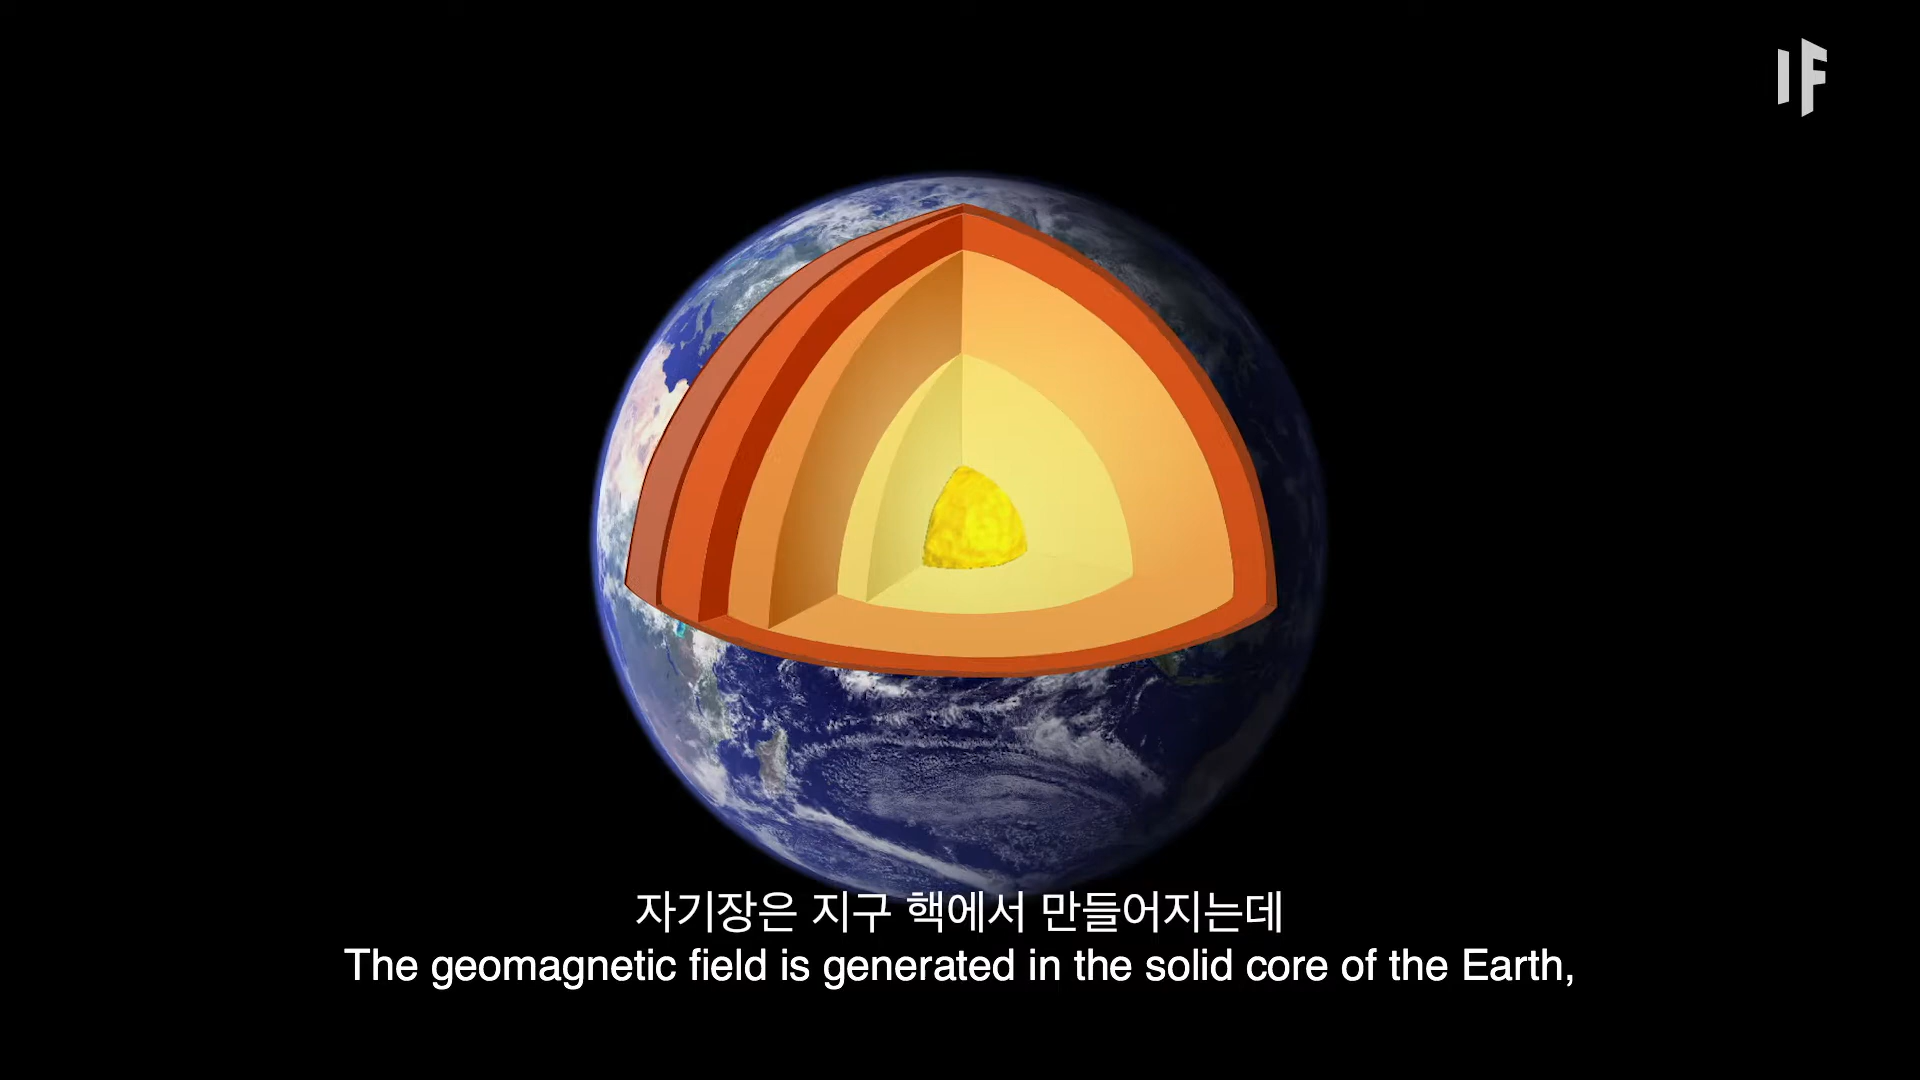 IF
자기장은 지구 핵에서 만들어지는데
The geomagnetic field is generated in the solid core of the Earth,